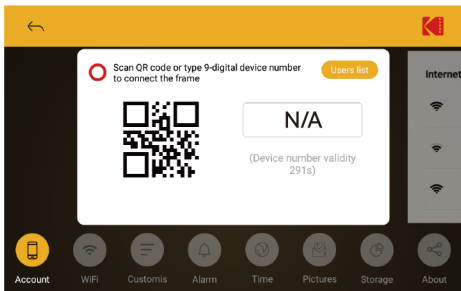 Scan QR code or type 9-digital device number
to connect the frame
Users list
N/A
(Device number validity
291s)
Internet
Account
WiFi
Customis
Alarm
Time
Pictures
Storage
About